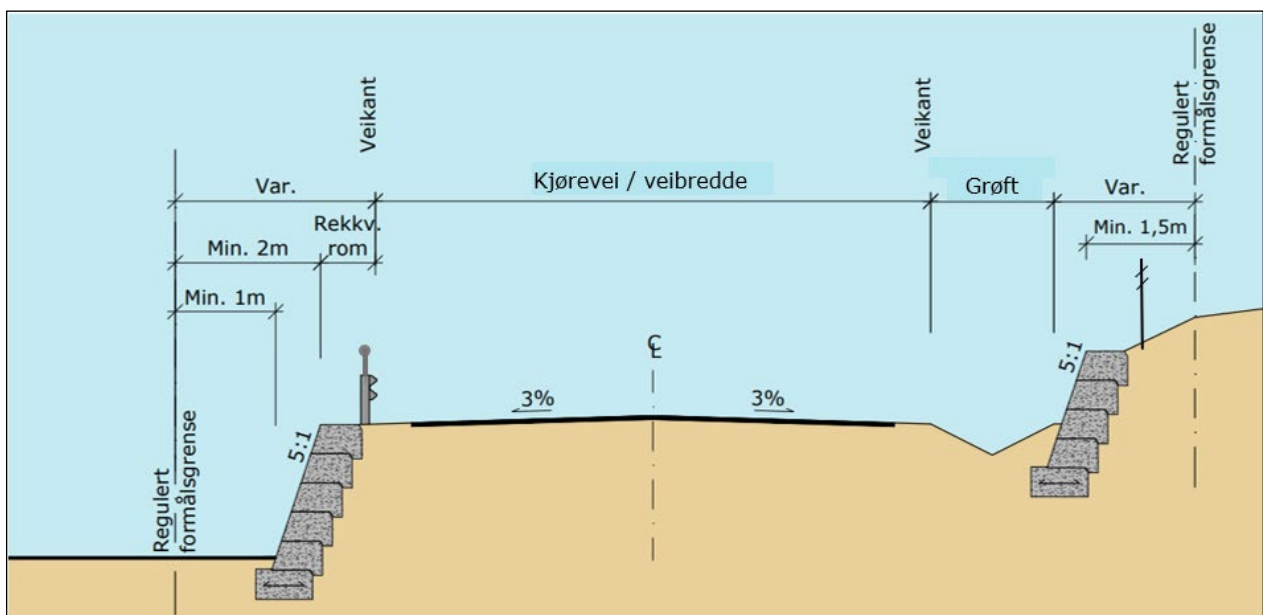 Veikant
Veikant
Regulert
formålsgrense
Var.
Kjørevei / veibredde
Grøft
Var.
Min. 2m
Rekkv.
rom
Min. 1,5m
Min. 1m
5:1
C
L
3%
3%
5:1
Regulert
formålsgrense